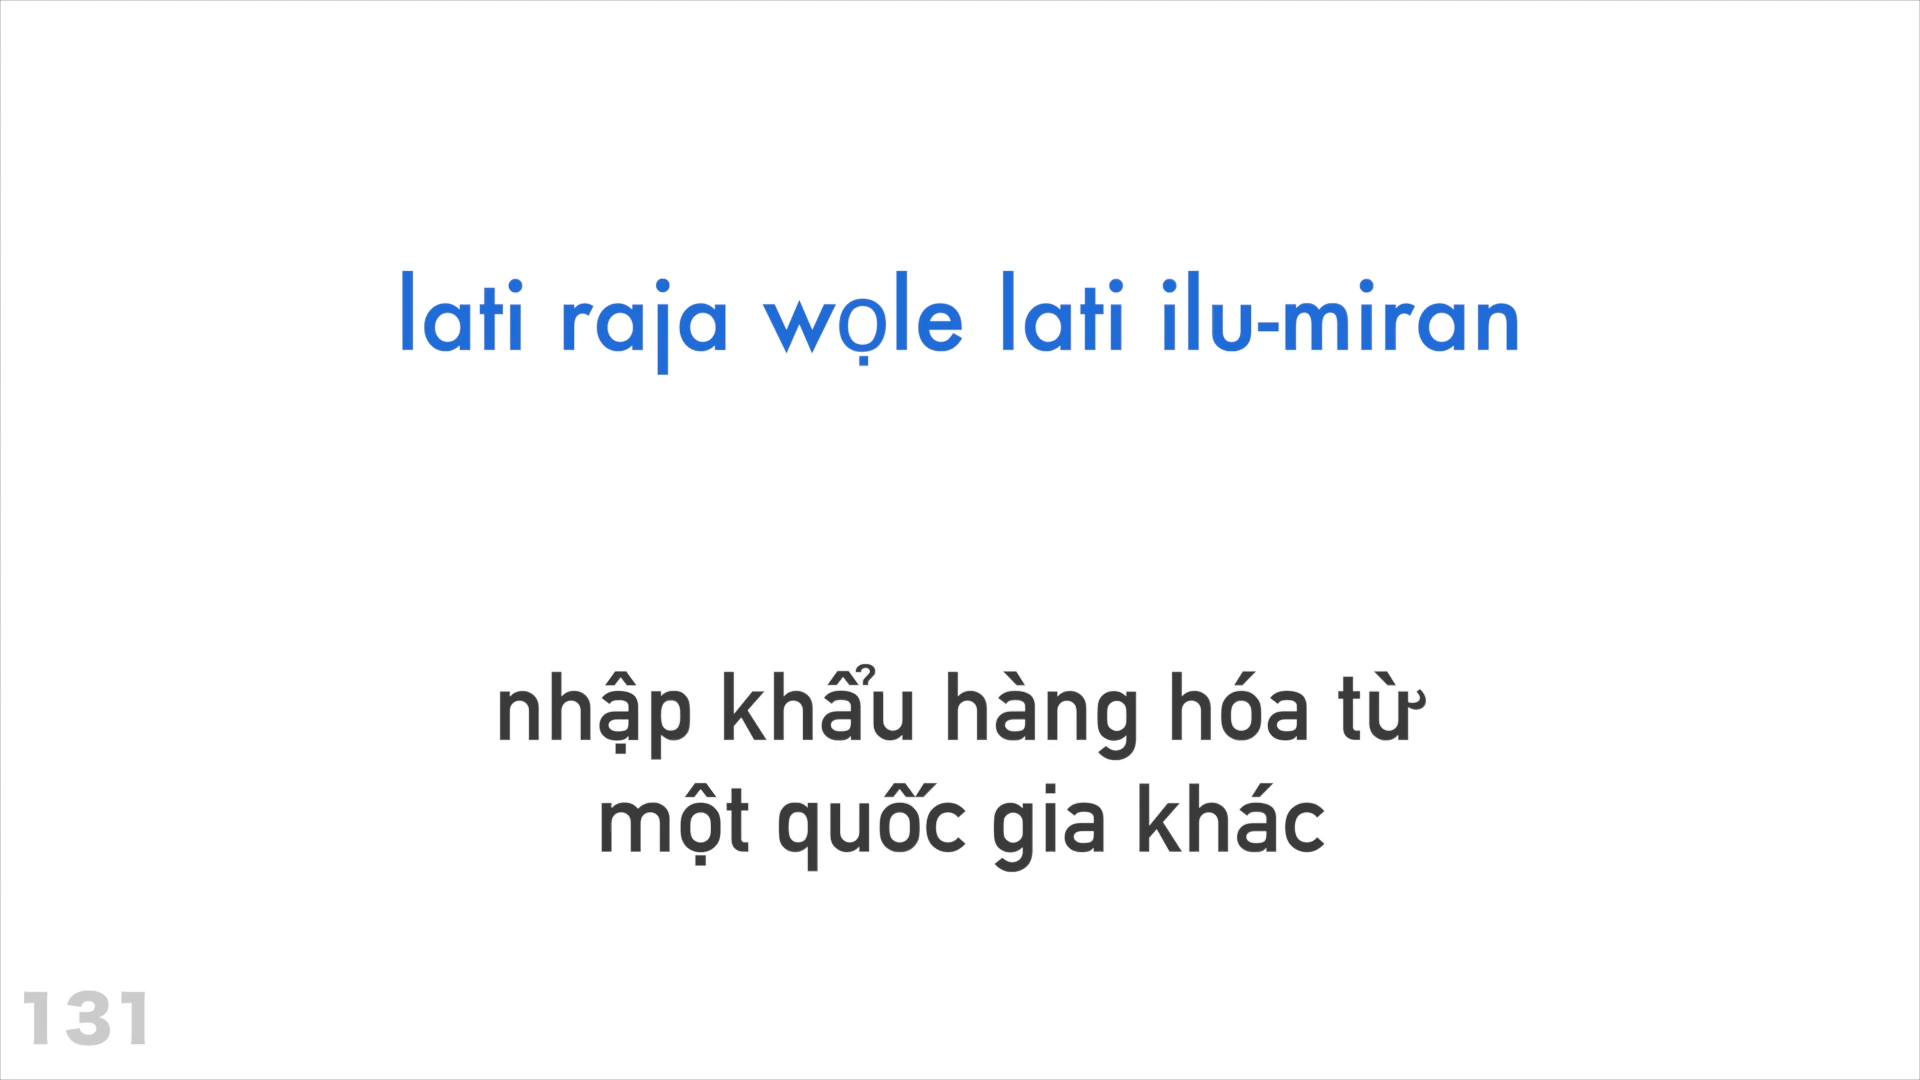 lati raja wọle lati ilu-miran
nhập khẩu hàng hóa từ
một quốc gia khác
131